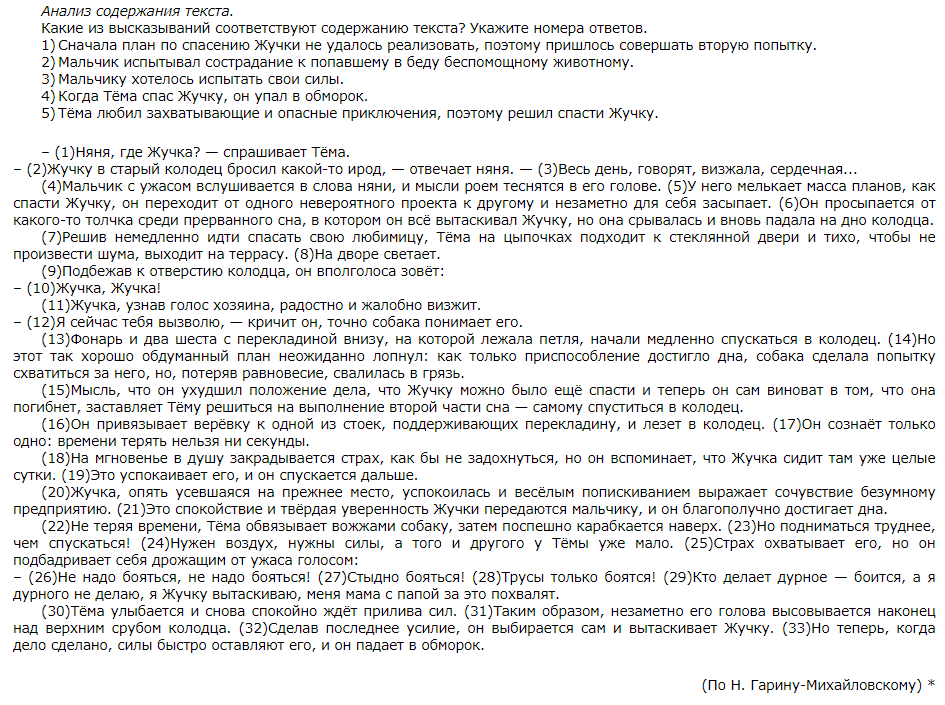 Анализ содержания текста.
Какие из высказываний соответствуют содержанию текста? Укажите номера ответов.
1) Сначала план по спасению Жучки не удалось реализовать, поэтому пришлось совершать вторую попытку.
2) Мальчик испытывал сострадание к попавшему в беду беспомощному животному.
3) Мальчику хотелось испытать свои силы.
4) Когда Тёма спас Жучку, он упал в обморок.
5) Тёма любил захватывающие и опасные приключения, поэтому решил спасти Жучку.
– (1)Няня, где Жучка? — спрашивает Тёма.
– (2)Жучку в старый колодец бросил какой-то ирод, — отвечает няня. — (3)Весь день, говорят, визжала, сердечная...
(4)Мальчик с ужасом вслушивается в слова няни, и мысли роем теснятся в его голове. (5)У него мелькает масса планов, как
спасти Жучку, он переходит от одного невероятного проекта к другому и незаметно для себя засыпает. (6)Он просыпается от
какого-то толчка среди прерванного сна, в котором он всё вытаскивал Жучку, но она срывалась и вновь падала на дно колодца.
(7)Решив немедленно идти спасать свою любимицу, Тёма на цыпочках подходит к стеклянной двери и тихо, чтобы не
произвести шума, выходит на террасу. (8)На дворе светает.
(9)Подбежав к отверстию колодца, он вполголоса зовёт:
– (10)Жучка, Жучка!
(11)Жучка, узнав голос хозяина, радостно и жалобно визжит.
– (12)Я сейчас тебя вызволю, — кричит он, точно собака понимает его.
(13)Фонарь и два шеста с перекладиной внизу, на которой лежала петля, начали медленно спускаться в колодец. (14)Но
этот так хорошо обдуманный план неожиданно лопнул: как только приспособление достигло дна, собака сделала попытку
схватиться за него, но, потеряв равновесие, свалилась в грязь.
(15)Мысль, что он ухудшил положение дела, что Жучку можно было ещё спасти и теперь он сам виноват в том, что она
погибнет, заставляет Тёму решиться на выполнение второй части сна — самому спуститься в колодец.
(16)Он привязывает верёвку к одной из стоек, поддерживающих перекладину, и лезет в колодец. (17)Он сознаёт только
одно: времени терять нельзя ни секунды.
(18)На мгновенье в душу закрадывается страх, как бы не задохнуться, но он вспоминает, что Жучка сидит там уже целые
сутки. (19)Это успокаивает его, и он спускается дальше.
(20)Жучка, опять усевшаяся на прежнее место, успокоилась и весёлым попискиванием выражает сочувствие безумному
предприятию. (21)Это спокойствие и твёрдая уверенность Жучки передаются мальчику, и он благополучно достигает дна.
(22)Не теряя времени, Тёма обвязывает вожжами собаку, затем поспешно карабкается наверх. (23)Но подниматься труднее,
чем спускаться! (24)Нужен воздух, нужны силы, а того и другого у Тёмы уже мало. (25)Страх охватывает его, но он
подбадривает себя дрожащим от ужаса голосом:
– (26)Не надо бояться, не надо бояться! (27)Стыдно бояться! (28)Трусы только боятся! (29)Кто делает дурное — боится, а я
дурного не делаю, я Жучку вытаскиваю, меня мама с папой за это похвалят.
(30)Тёма улыбается и снова спокойно ждёт прилива сил. (31)Таким образом, незаметно его голова высовывается наконец
над верхним срубом колодца. (32)Сделав последнее усилие, он выбирается сам и вытаскивает Жучку. (33)Но теперь, когда
дело сделано, силы быстро оставляют его, и он падает в обморок.
(По Н. Гарину-Михайловскому) *